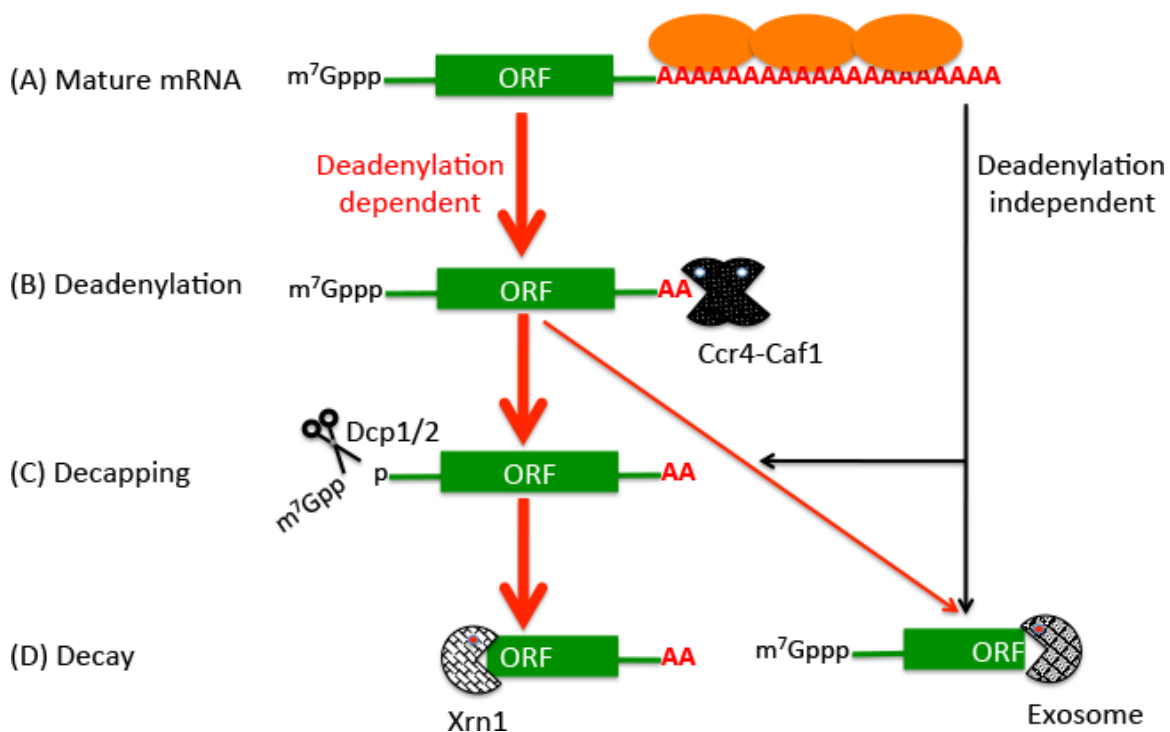 (A) Mature mRNA
m⁷Gppp
ORF
AAAAAAAAAAAAAAAAAAAA
Deadenylation
dependent
Deadenylation
independent
(B) Deadenylation
m⁷Gppp
ORF
AA
Ccr4-Caf1
(C) Decapping
Dcp1/2
m⁷Gpp
p
ORF
AA
(D) Decay
ORF
AA
Xrn1
m⁷Gppp
ORF
Exosome